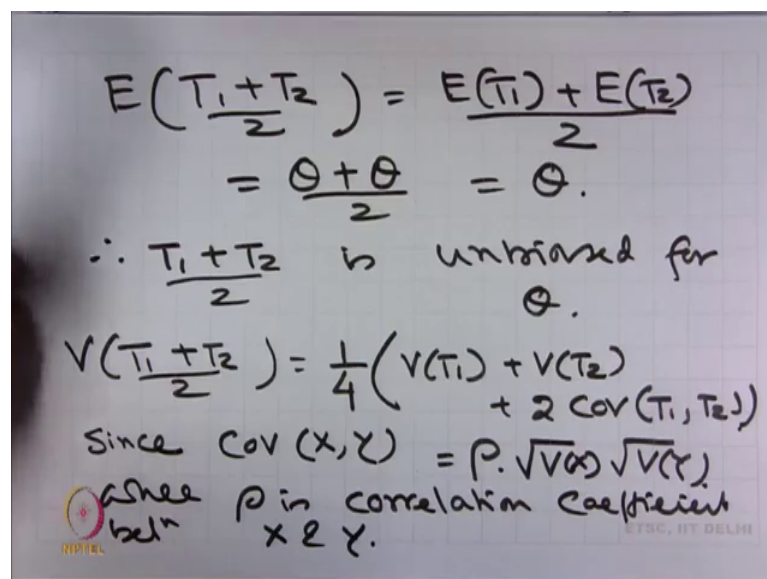 E(T₁ + T₂ / 2) = E(T₁) + E(T₂) / 2
= θ + θ / 2 = θ.
∴ T₁ + T₂ / 2 is unbiased for
θ.
V(T₁ + T₂ / 2) = 1/4 (V(T₁) + V(T₂)
+ 2 Cov(T₁, T₂))
Since Cov (X, Y) = ρ. √V(X) √V(Y).
where ρ is correlation coefficient
betⁿ X & Y.
ETSC, IIT DELHI
NPTEL